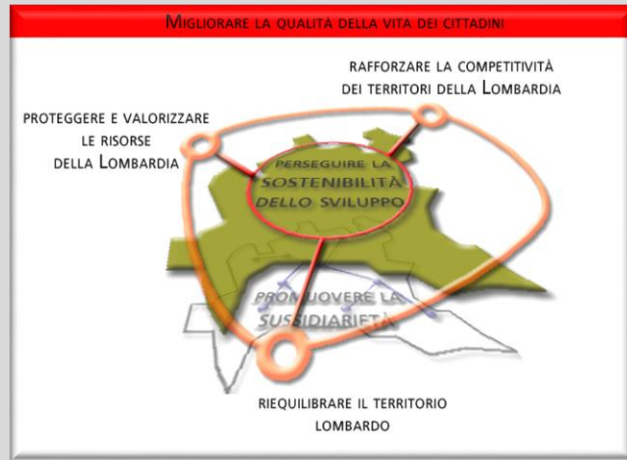 MIGLIORARE LA QUALITÀ DELLA VITA DEI CITTADINI
RAFFORZARE LA COMPETITIVITÀ
DEI TERRITORI DELLA LOMBARDIA
PROTEGGERE E VALORIZZARE
LE RISORSE
DELLA LOMBARDIA
PERSEGUIRE LA
SOSTENIBILITÀ
DELLO SVILUPPO
PROMUOVERE LA
SUSSIDIARIETÀ
RIEQUILIBRARE IL TERRITORIO
LOMBARDO